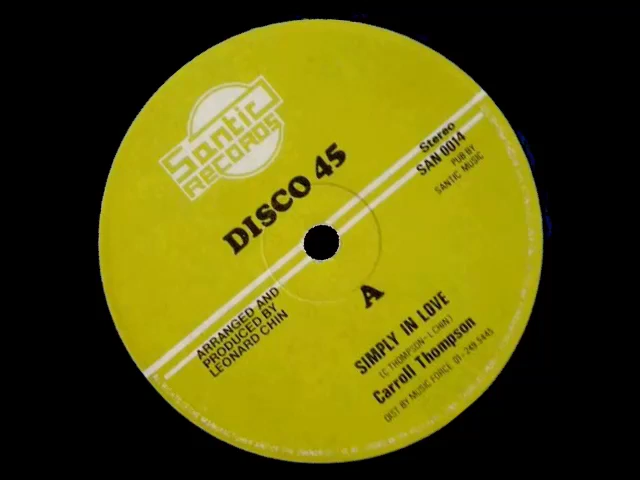 Santic
RECORDS
DISCO 45
Stereo
SAN 0014
PUB BY
SANTIC MUSIC
ARRANGED AND
PRODUCED BY
LEONARD CHIN
A
SIMPLY IN LOVE
(C THOMPSON-L CHIN)
Carroll Thompson
DIST BY MUSIC FORCE 01-249.5445